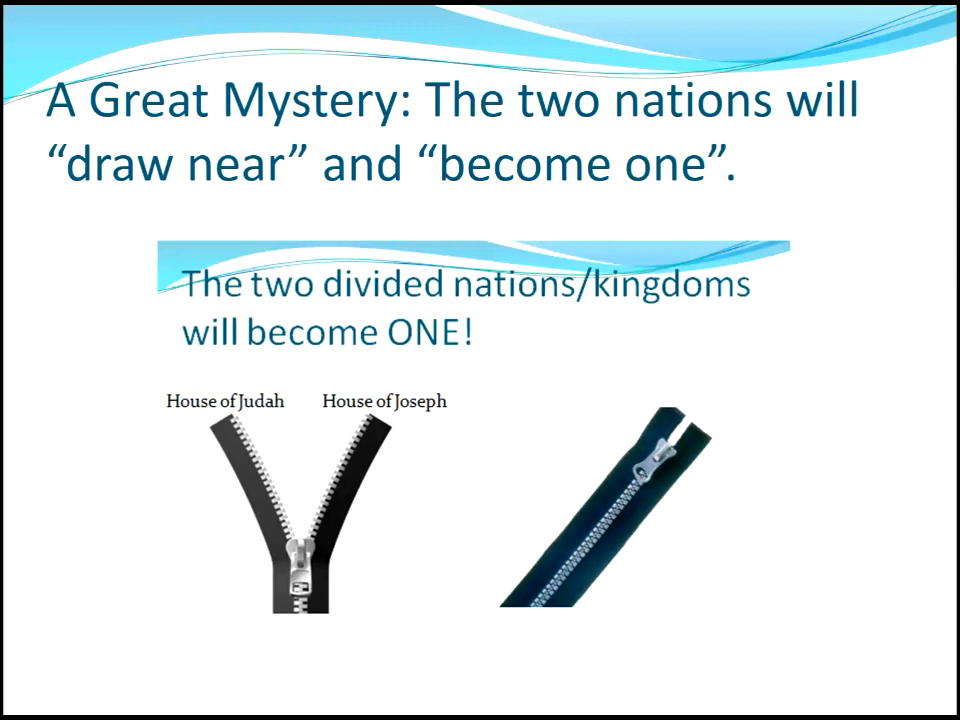 A Great Mystery: The two nations will
“draw near” and “become one”.
The two divided nations/kingdoms
will become ONE!
House of Judah
House of Joseph